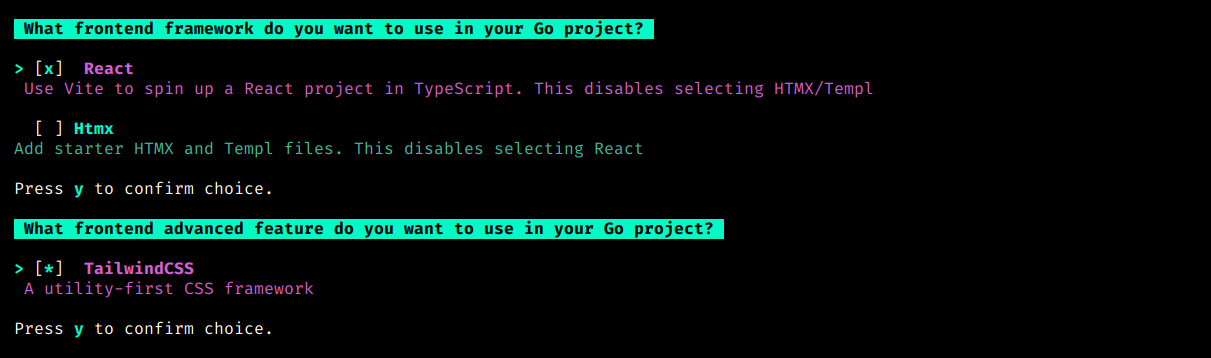 What frontend framework do you want to use in your Go project?
> [x]  React
Use Vite to spin up a React project in TypeScript. This disables selecting HTMX/Templ
[ ] Htmx
Add starter HTMX and Templ files. This disables selecting React
Press y to confirm choice.
What frontend advanced feature do you want to use in your Go project?
> [*]  TailwindCSS
A utility-first CSS framework
Press y to confirm choice.